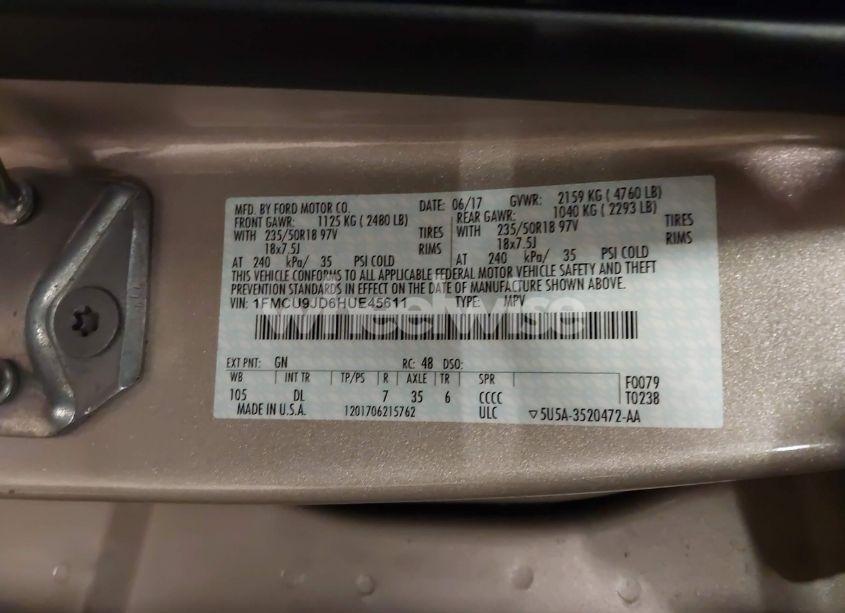 MFD. BY FORD MOTOR CO. DATE: 06/17 GVWR: 2159 KG ( 4760 LB)
FRONT GAWR: 1125 KG ( 2480 LB) REAR GAWR: 1040 KG ( 2293 LB)
WITH 235/50R18 97V TIRES WITH 235/50R18 97V TIRES
18x7.5J RIMS 18x7.5J RIMS
AT 240 kPa/ 35 PSI COLD AT 240 kPa/ 35 PSI COLD
THIS VEHICLE CONFORMS TO ALL APPLICABLE FEDERAL MOTOR VEHICLE SAFETY AND THEFT
PREVENTION STANDARDS IN EFFECT ON THE DATE OF MANUFACTURE SHOWN ABOVE.
VIN: 1FMCU9JD6HUE45611 TYPE: MPV
wheelwise
EXT PNT: GN RC: 48 DSO:
WB INT TR TP/PS R AXLE TR SPR F0079
105 DL 7 35 6 CCCC T0238
MADE IN U.S.A. 1201706215762 ULC ▽5U5A-3520472-AA